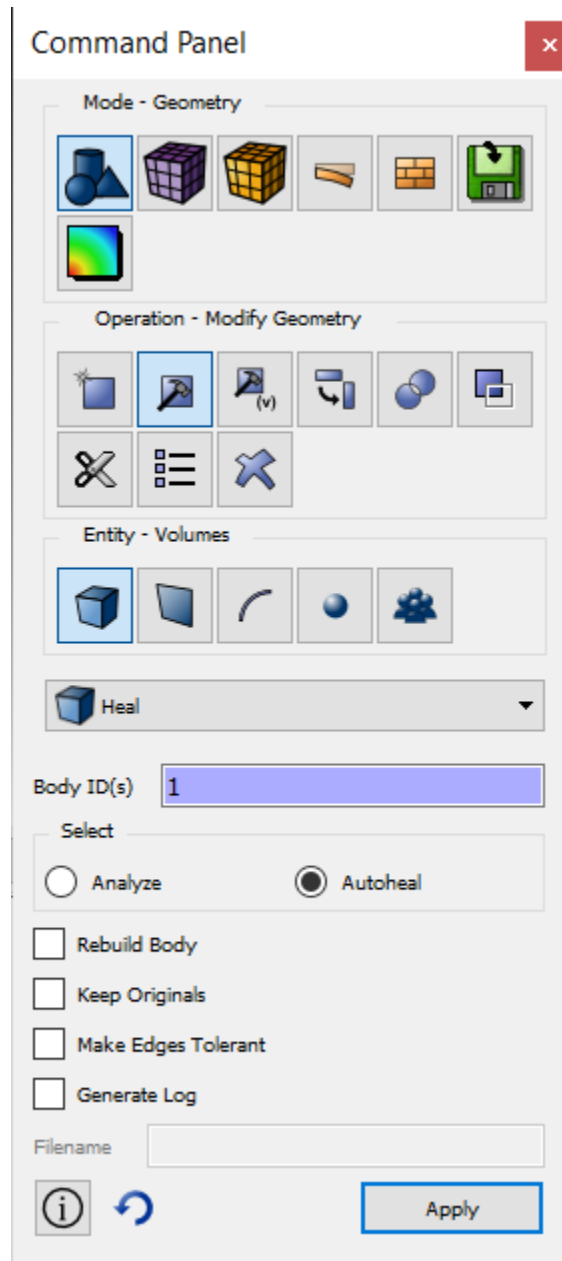 Command Panel
Mode - Geometry
Operation - Modify Geometry
(v)
Entity - Volumes
Heal
Body ID(s) 1
Select
Analyze Autoheal
Rebuild Body
Keep Originals
Make Edges Tolerant
Generate Log
Filename
Apply